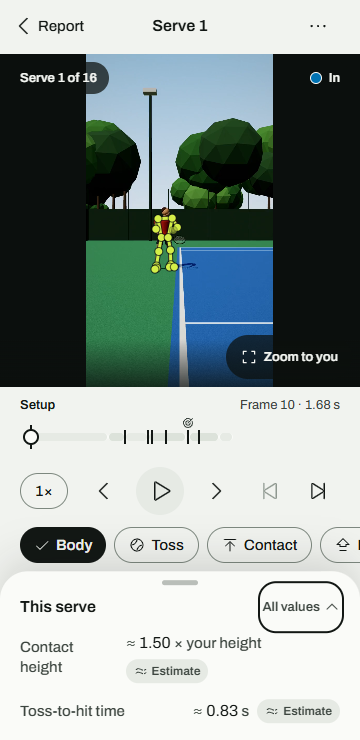 Report
Serve 1
Serve 1 of 16
In
Zoom to you
Setup
Frame 10 · 1.68 s
1×
Body
Toss
Contact
This serve
All values
Contact height
≈ 1.50 × your height
≈ Estimate
Toss-to-hit time
≈ 0.83 s
≈ Estimate